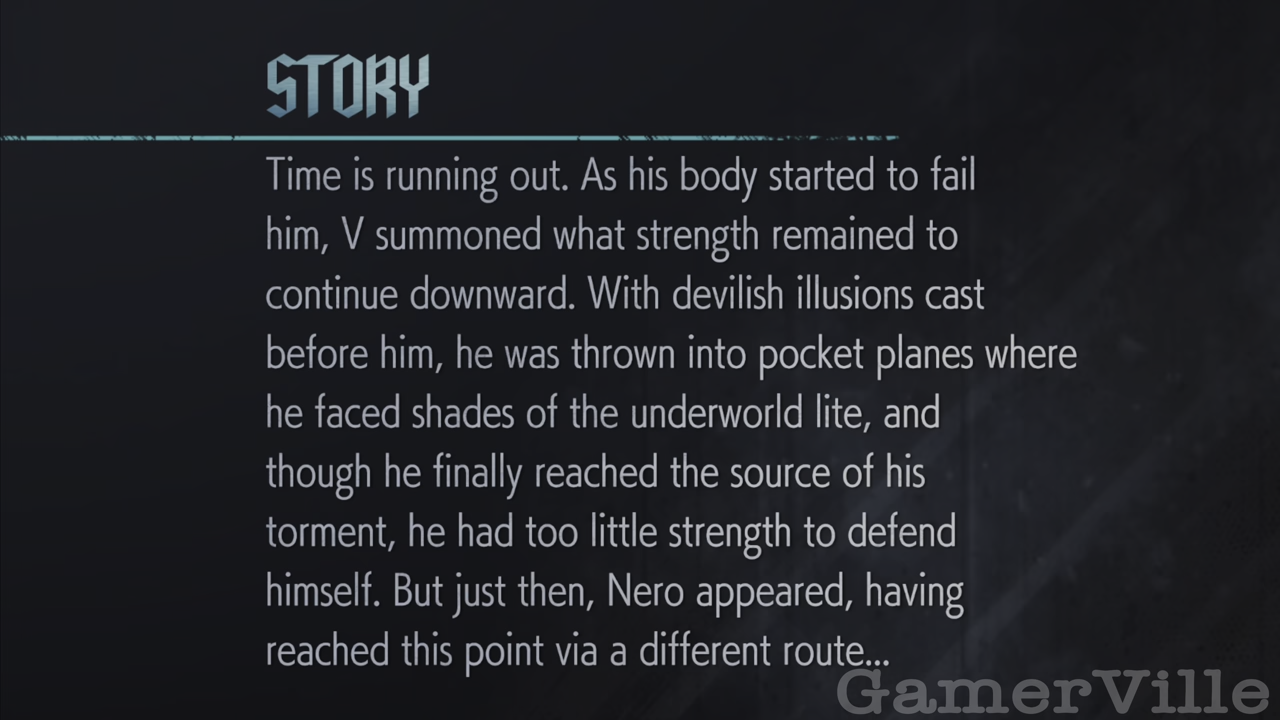 STORY
Time is running out. As his body started to fail
him, V summoned what strength remained to
continue downward. With devilish illusions cast
before him, he was thrown into pocket planes where
he faced shades of the underworld lite, and
though he finally reached the source of his
torment, he had too little strength to defend
himself. But just then, Nero appeared, having
reached this point via a different route...
GamerVille